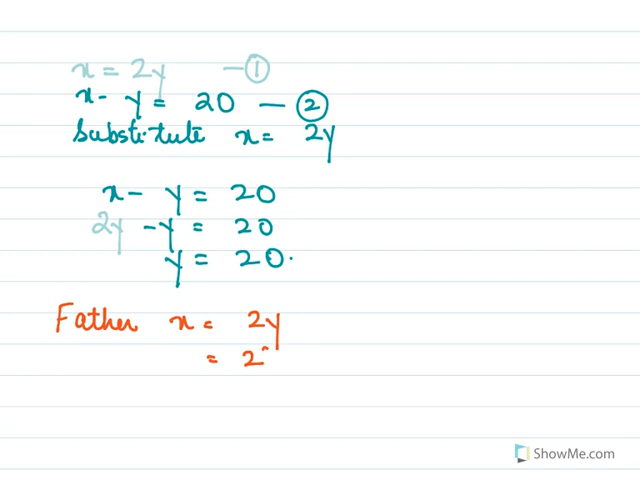 x = 2y — ①
x - y = 20 — ②
Substitute x = 2y
x - y = 20
2y - y = 20
y = 20.
Father x = 2y
= 2
ShowMe.com